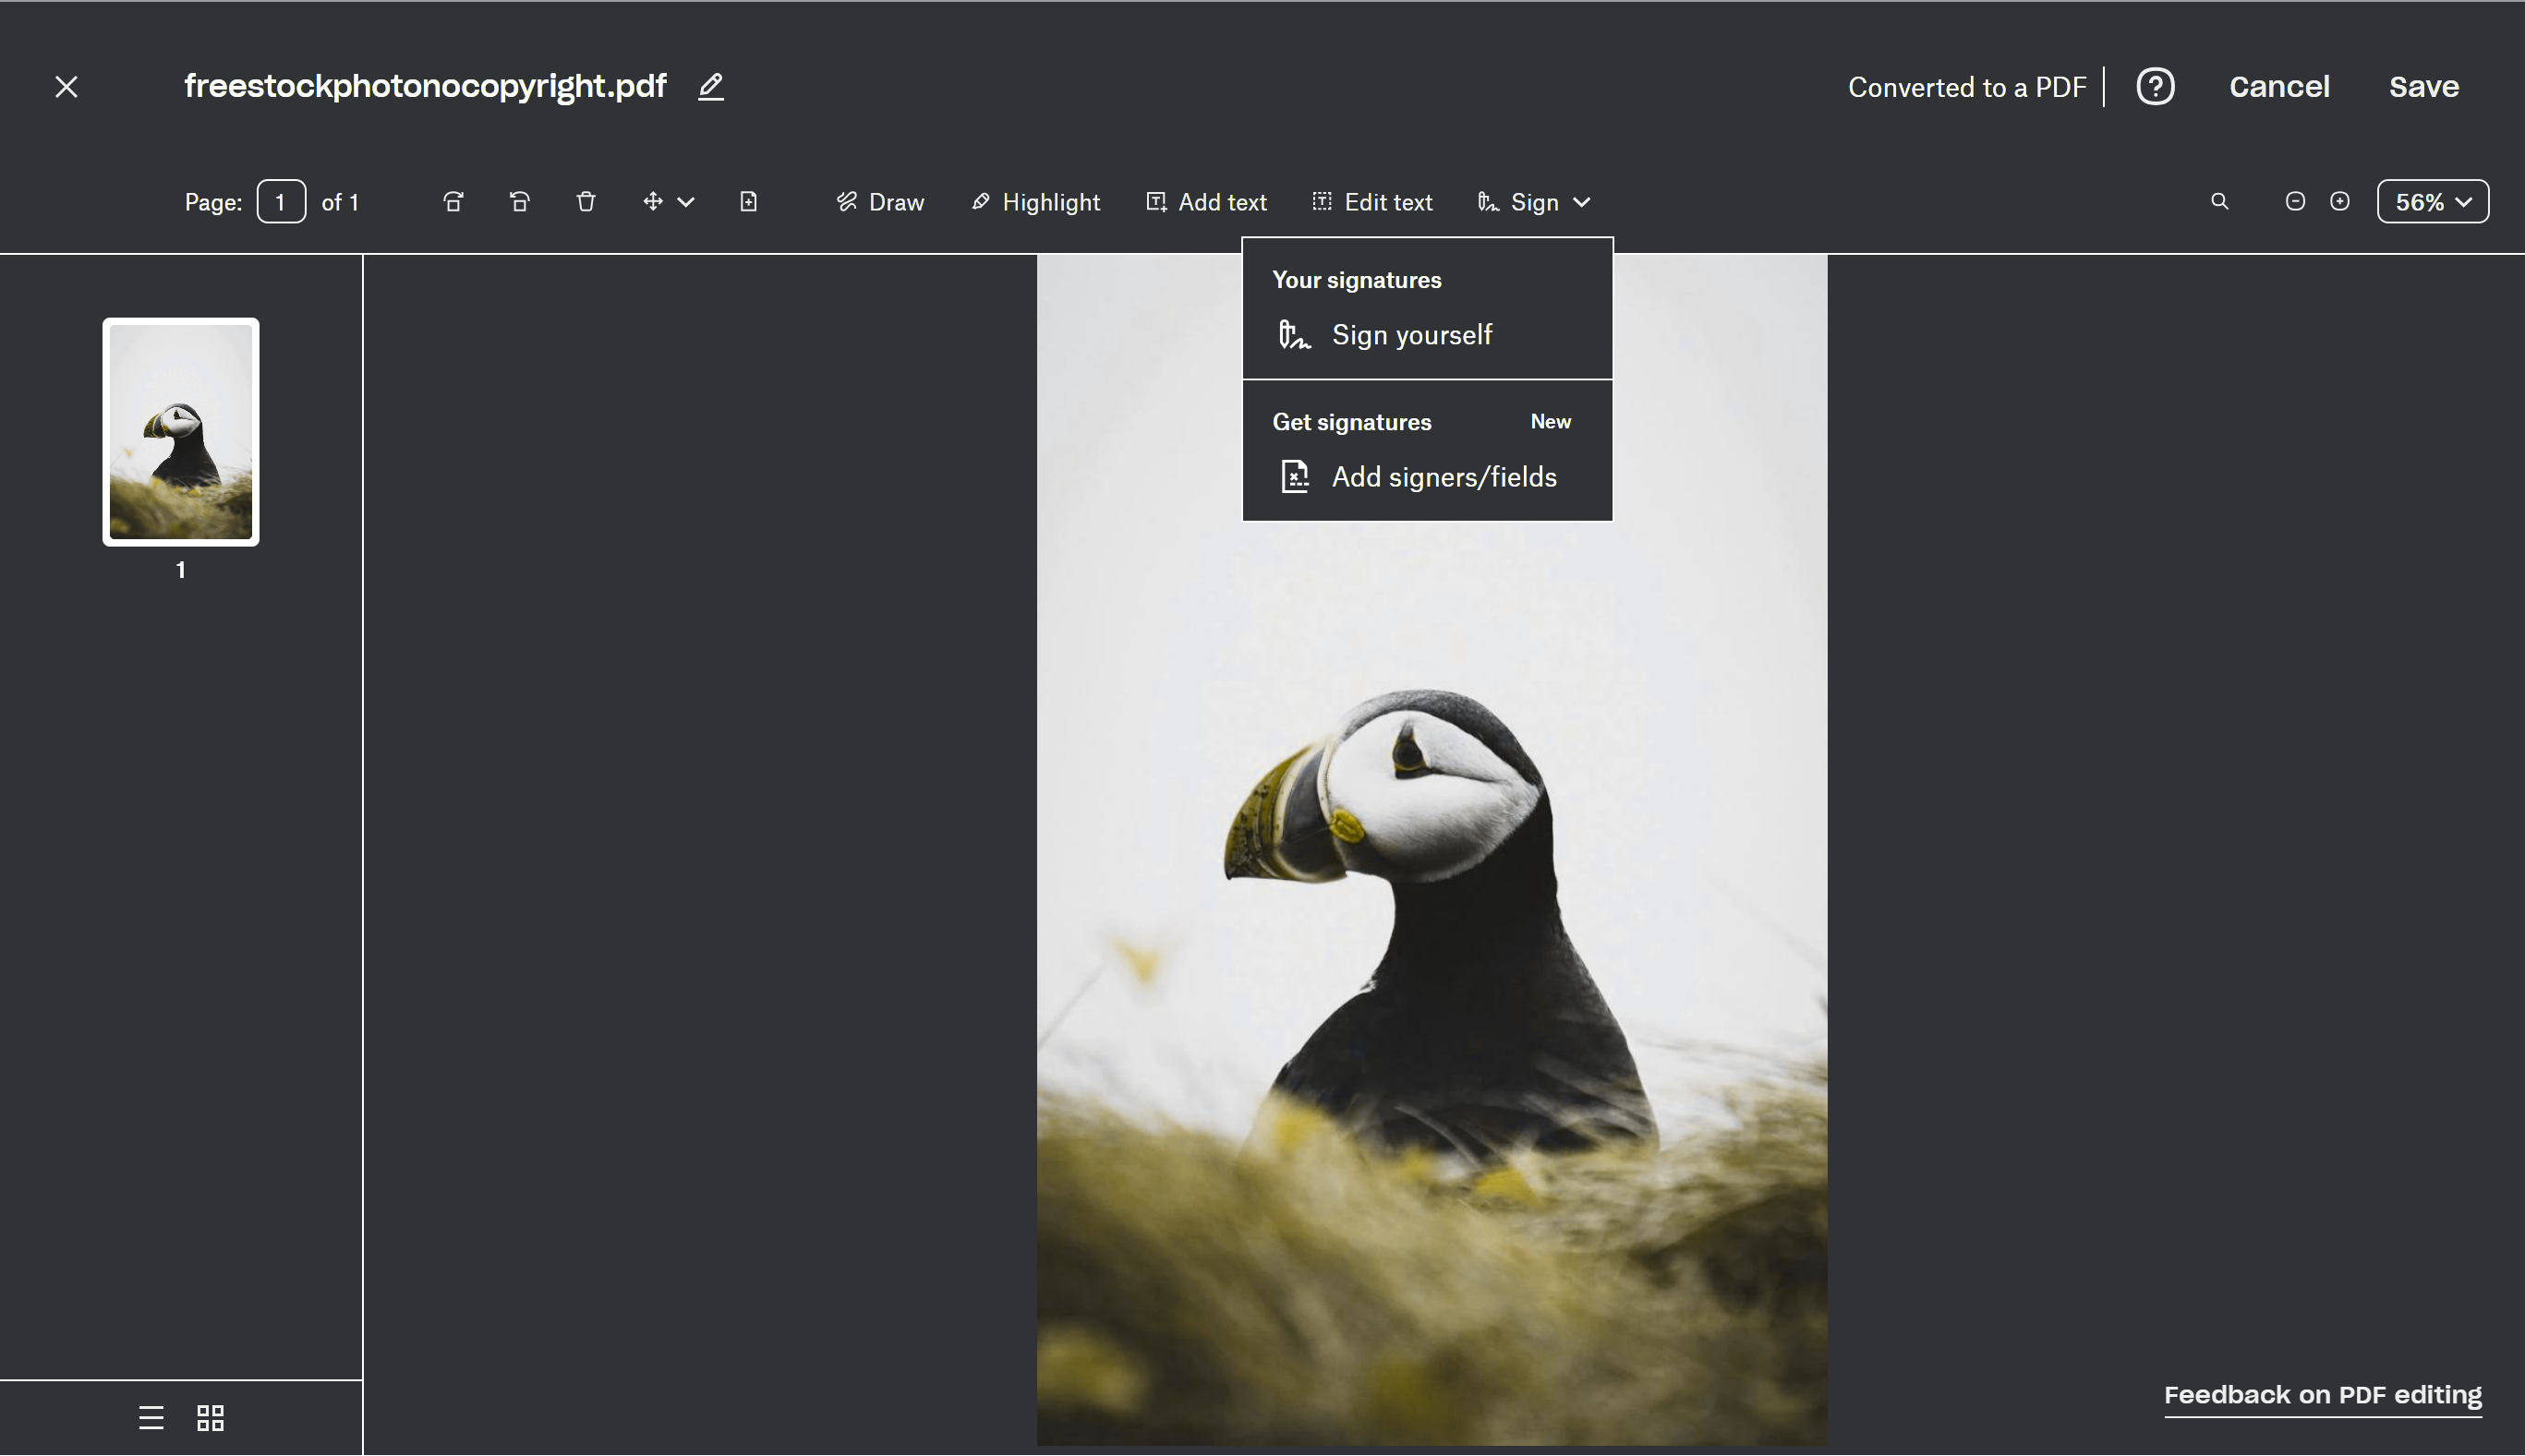 freestockphotonocopyright.pdf
Converted to a PDF
Cancel
Save
Page: 1 of 1
Draw
Highlight
Add text
Edit text
Sign
56%
Your signatures
Sign yourself
Get signatures New
Add signers/fields
1
Feedback on PDF editing